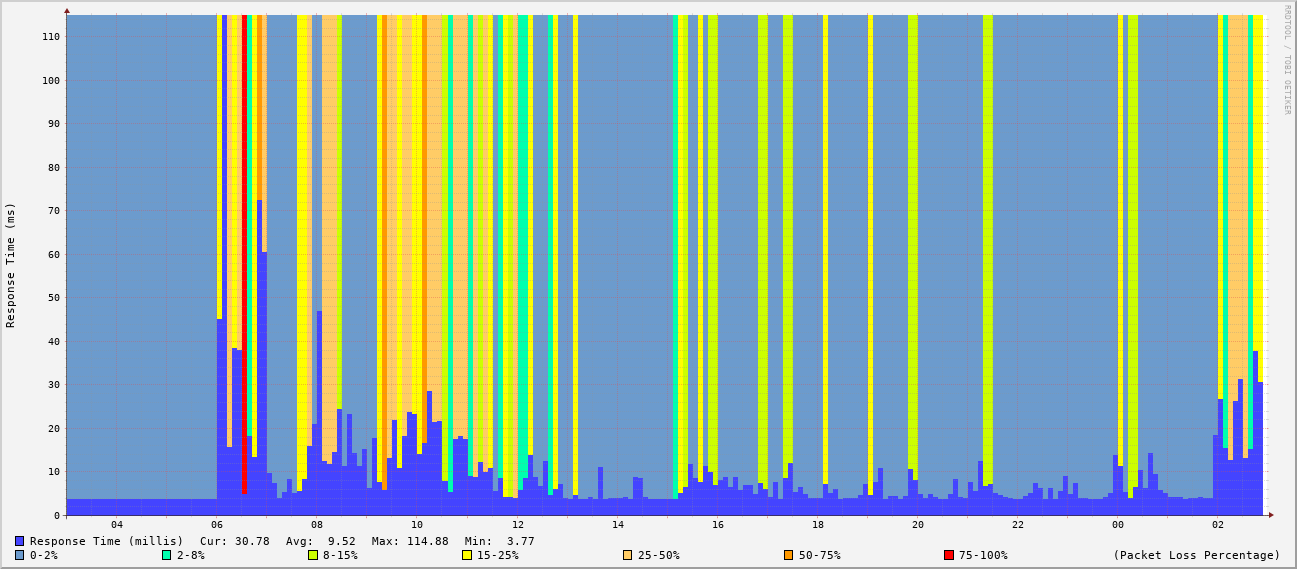 RRDTOOL / TOBI OETIKER
Response Time (ms)
110
100
90
80
70
60
50
40
30
20
10
0
04 06 08 10 12 14 16 18 20 22 00 02
Response Time (millis) Cur: 30.78 Avg: 9.52 Max: 114.88 Min: 3.77
0-2% 2-8% 8-15% 15-25% 25-50% 50-75% 75-100% (Packet Loss Percentage)